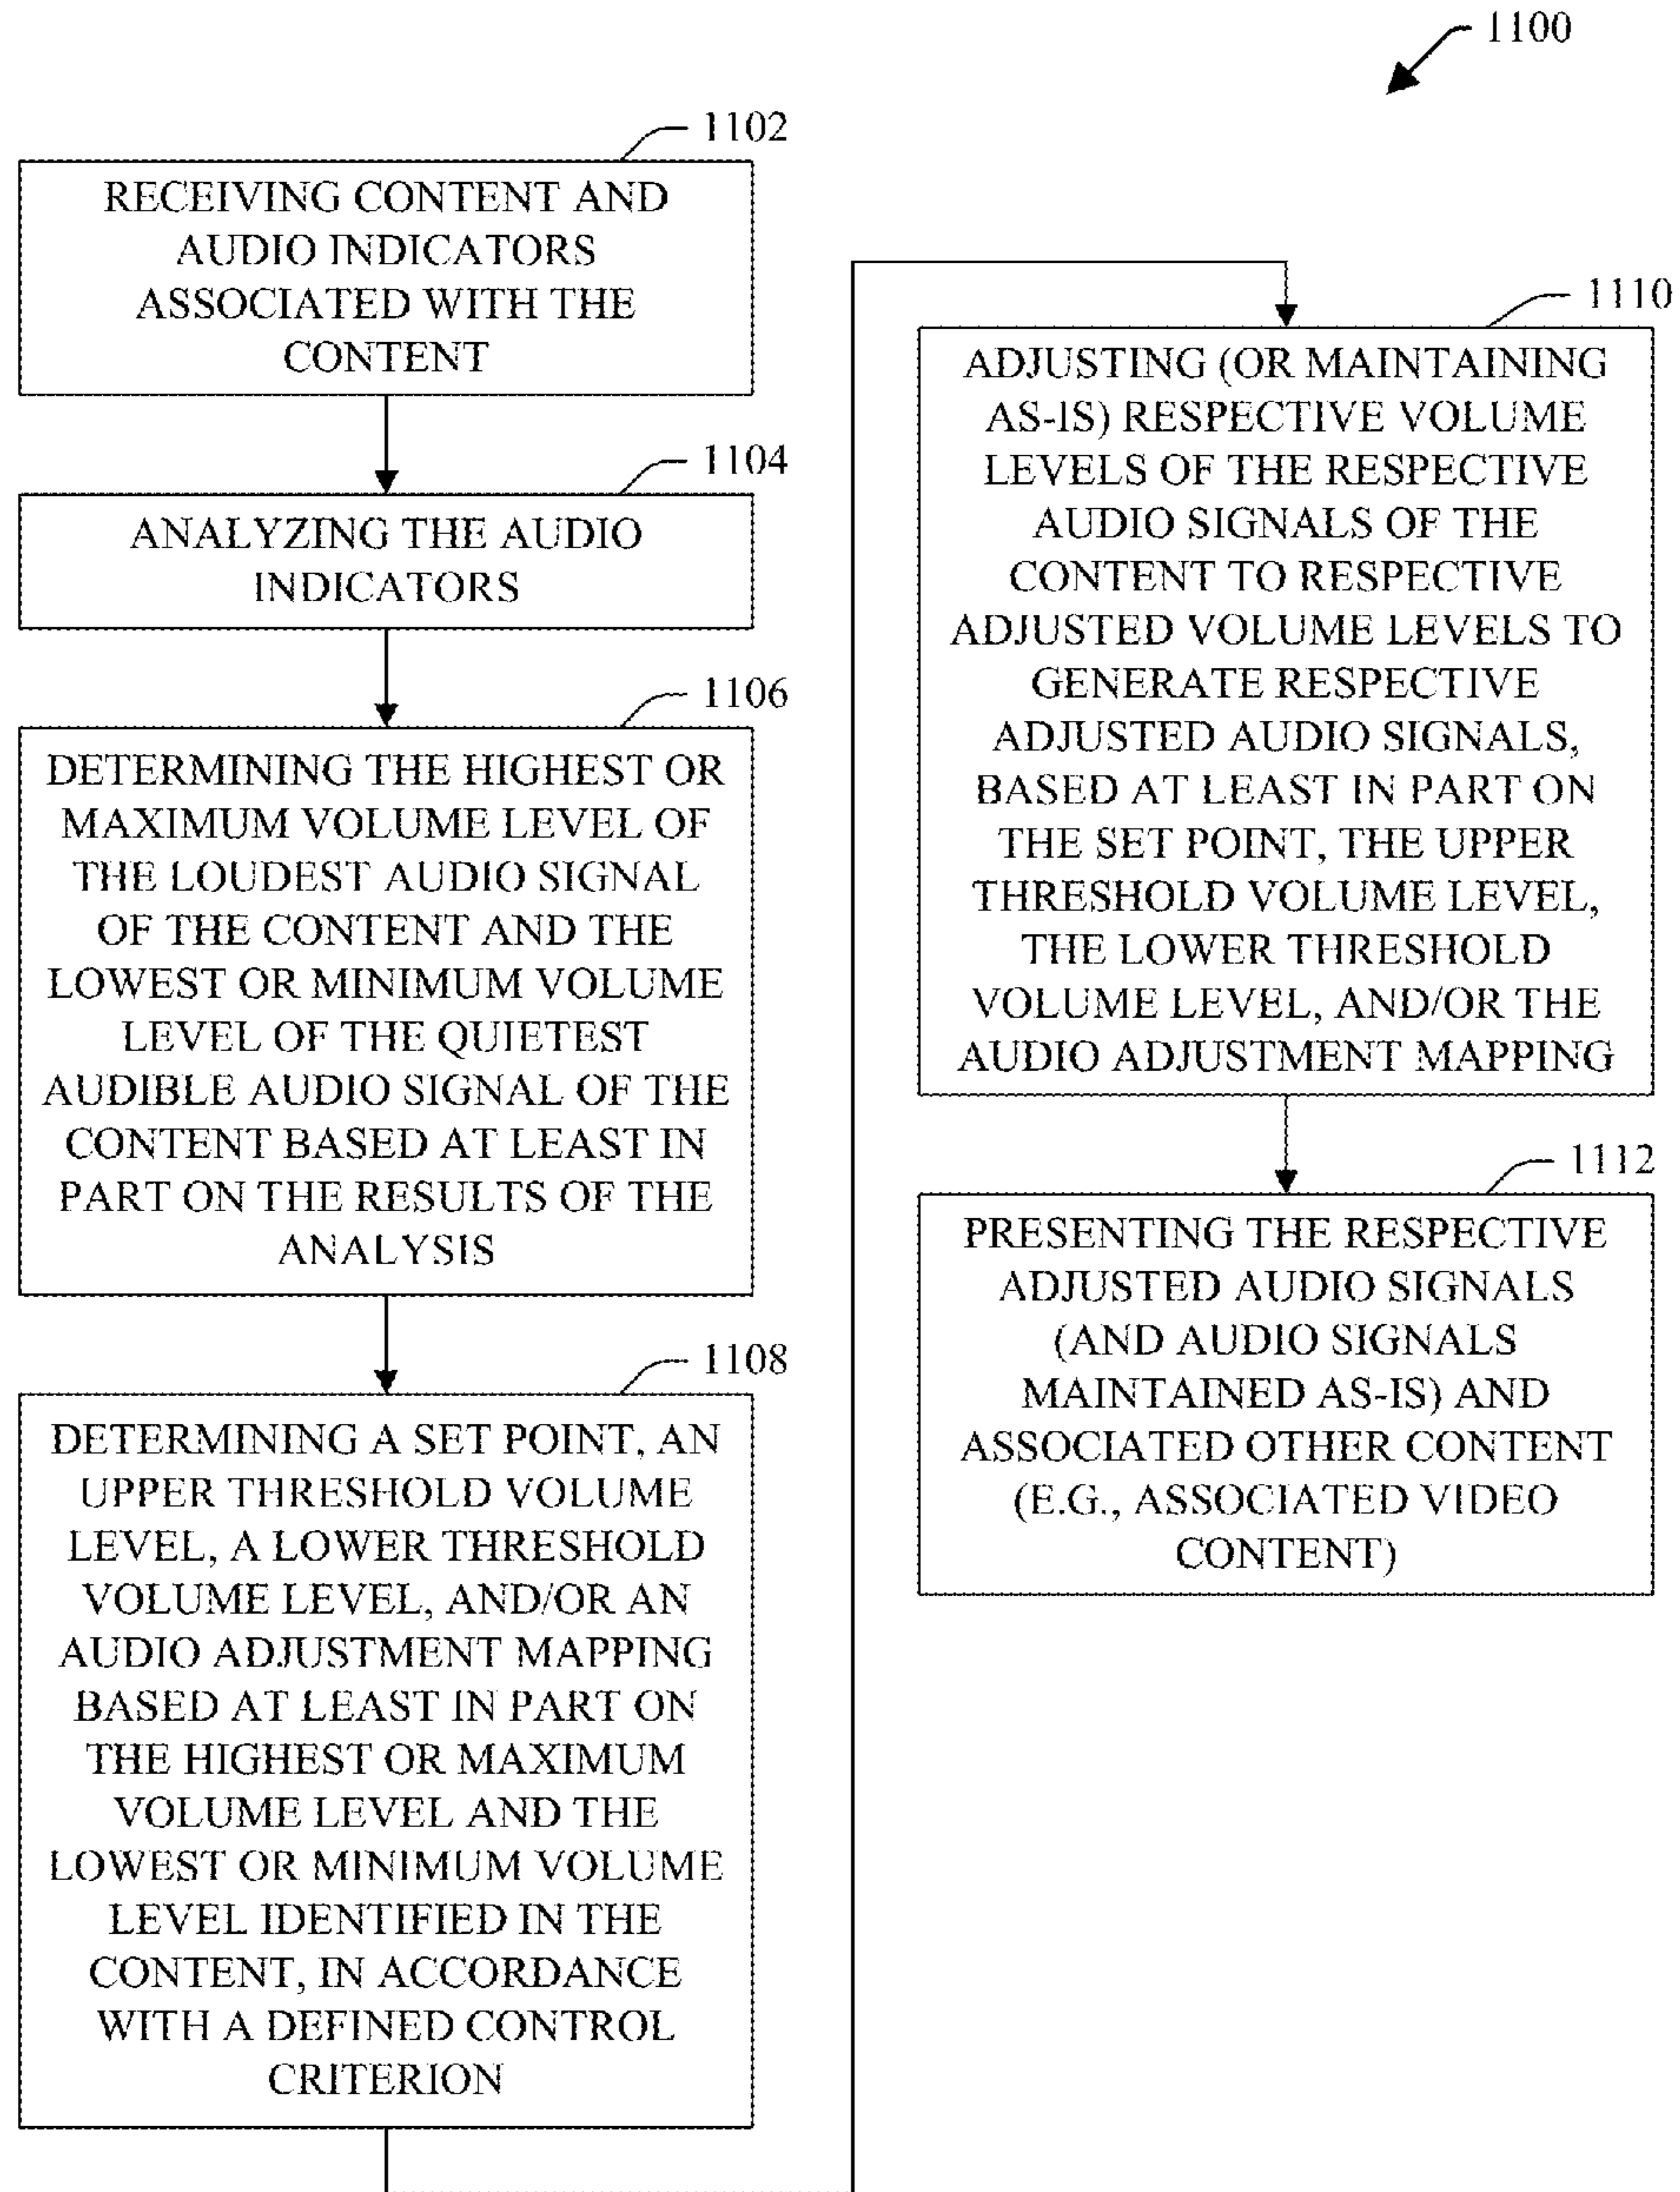 1100
1102
RECEIVING CONTENT AND
AUDIO INDICATORS
ASSOCIATED WITH THE
CONTENT
1104
ANALYZING THE AUDIO
INDICATORS
1106
DETERMINING THE HIGHEST OR
MAXIMUM VOLUME LEVEL OF
THE LOUDEST AUDIO SIGNAL
OF THE CONTENT AND THE
LOWEST OR MINIMUM VOLUME
LEVEL OF THE QUIETEST
AUDIBLE AUDIO SIGNAL OF THE
CONTENT BASED AT LEAST IN
PART ON THE RESULTS OF THE
ANALYSIS
1108
DETERMINING A SET POINT, AN
UPPER THRESHOLD VOLUME
LEVEL, A LOWER THRESHOLD
VOLUME LEVEL, AND/OR AN
AUDIO ADJUSTMENT MAPPING
BASED AT LEAST IN PART ON
THE HIGHEST OR MAXIMUM
VOLUME LEVEL AND THE
LOWEST OR MINIMUM VOLUME
LEVEL IDENTIFIED IN THE
CONTENT, IN ACCORDANCE
WITH A DEFINED CONTROL
CRITERION
1110
ADJUSTING (OR MAINTAINING
AS-IS) RESPECTIVE VOLUME
LEVELS OF THE RESPECTIVE
AUDIO SIGNALS OF THE
CONTENT TO RESPECTIVE
ADJUSTED VOLUME LEVELS TO
GENERATE RESPECTIVE
ADJUSTED AUDIO SIGNALS,
BASED AT LEAST IN PART ON
THE SET POINT, THE UPPER
THRESHOLD VOLUME LEVEL,
THE LOWER THRESHOLD
VOLUME LEVEL, AND/OR THE
AUDIO ADJUSTMENT MAPPING
1112
PRESENTING THE RESPECTIVE
ADJUSTED AUDIO SIGNALS
(AND AUDIO SIGNALS
MAINTAINED AS-IS) AND
ASSOCIATED OTHER CONTENT
(E.G., ASSOCIATED VIDEO
CONTENT)